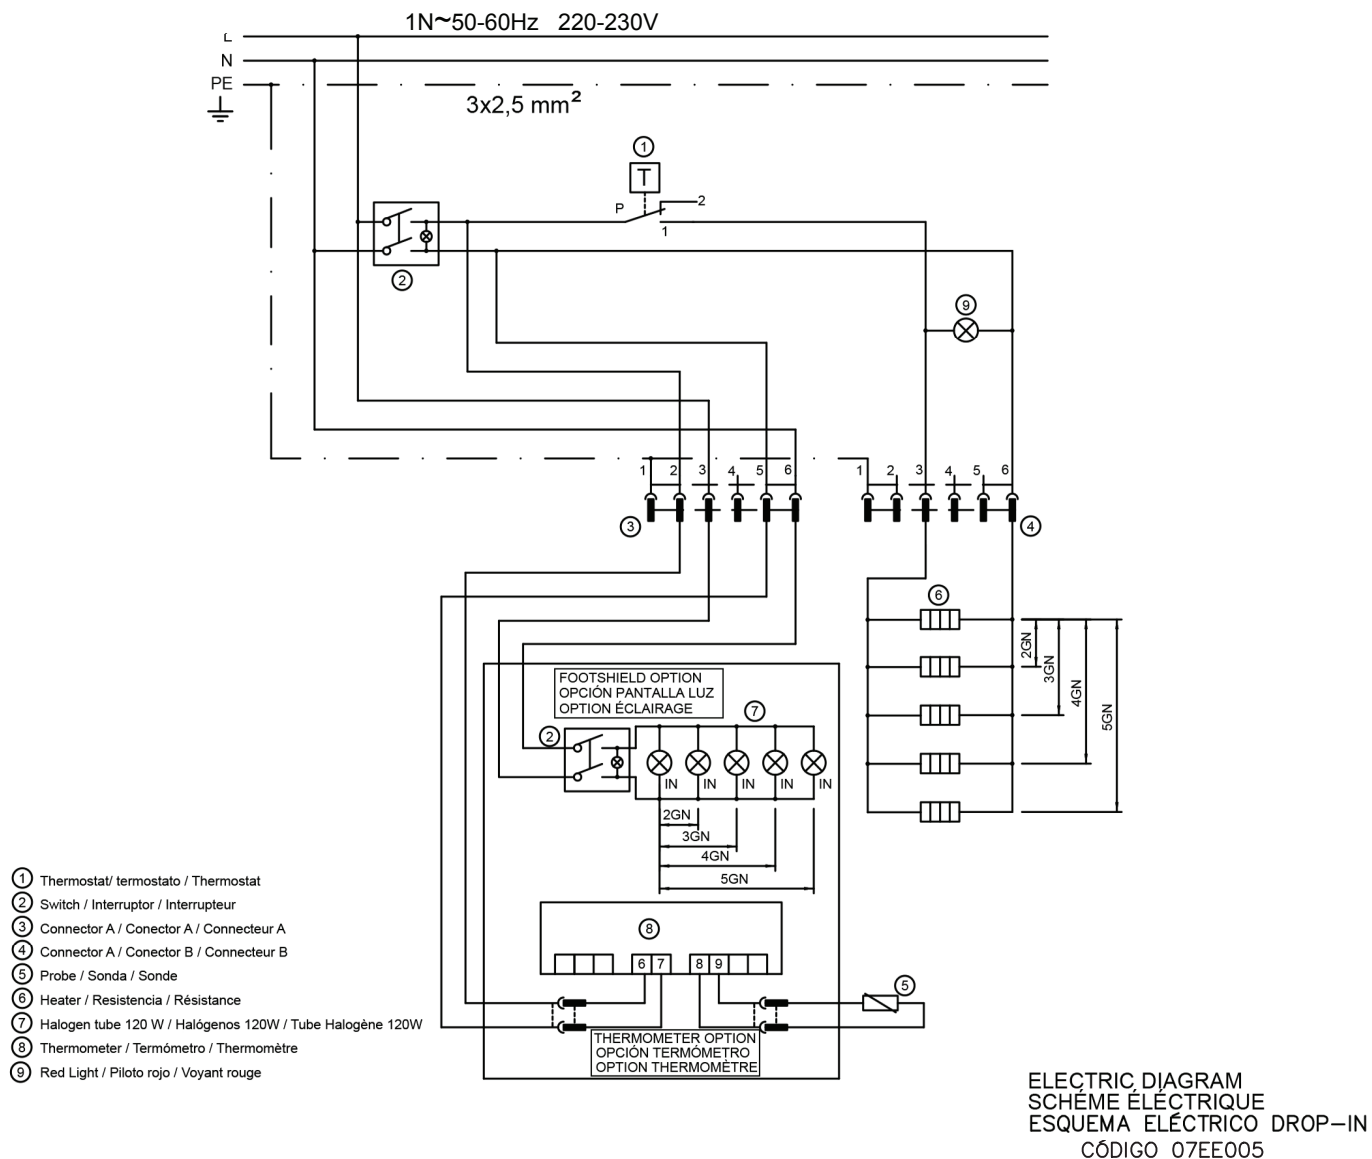 1N~50-60Hz 220-230V
L
N
PE
3x2,5 mm²
1
T
P
2
1
2
9
1 2 3 4 5 6
1 2 3 4 5 6
3
4
6
2GN
3GN
4GN
5GN
FOOTSHIELD OPTION
OPCIÓN PANTALLA LUZ
OPTION ÉCLAIRAGE
7
2
IN IN IN IN IN
2GN
3GN
4GN
5GN
8
6 7 8 9
5
THERMOMETER OPTION
OPCIÓN TERMÓMETRO
OPTION THERMOMÈTRE
1 Thermostat/ termostato / Thermostat
2 Switch / Interruptor / Interrupteur
3 Connector A / Conector A / Connecteur A
4 Connector A / Conector B / Connecteur B
5 Probe / Sonda / Sonde
6 Heater / Resistencia / Résistance
7 Halogen tube 120 W / Halógenos 120W / Tube Halogène 120W
8 Thermometer / Termómetro / Thermomètre
9 Red Light / Piloto rojo / Voyant rouge
ELECTRIC DIAGRAM
SCHÉME ÉLÉCTRIQUE
ESQUEMA ELÉCTRICO DROP-IN
CÓDIGO 07EE005